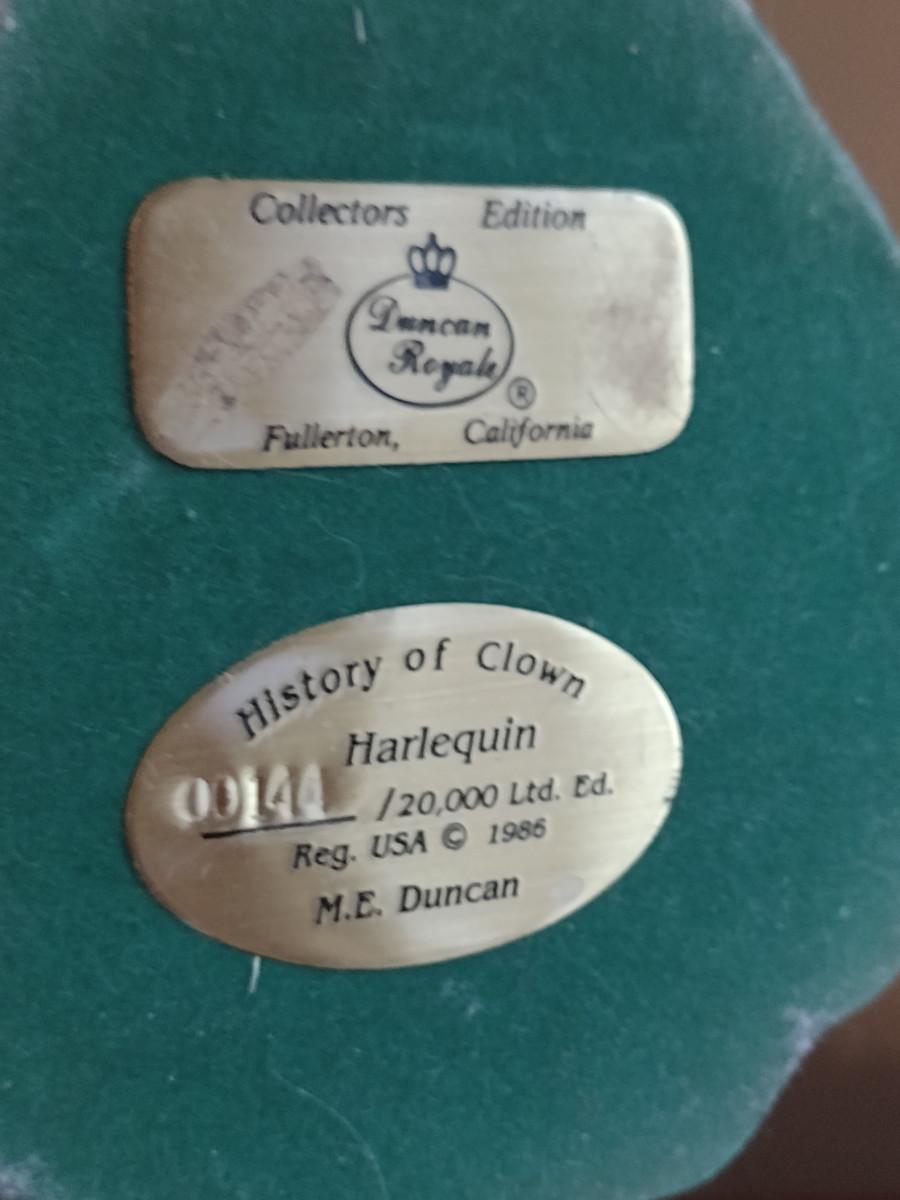 Collectors Edition
Duncan
Royale
®
Fullerton, California
History of Clown
Harlequin
00144 /20,000 Ltd. Ed.
Reg. USA © 1986
M.E. Duncan